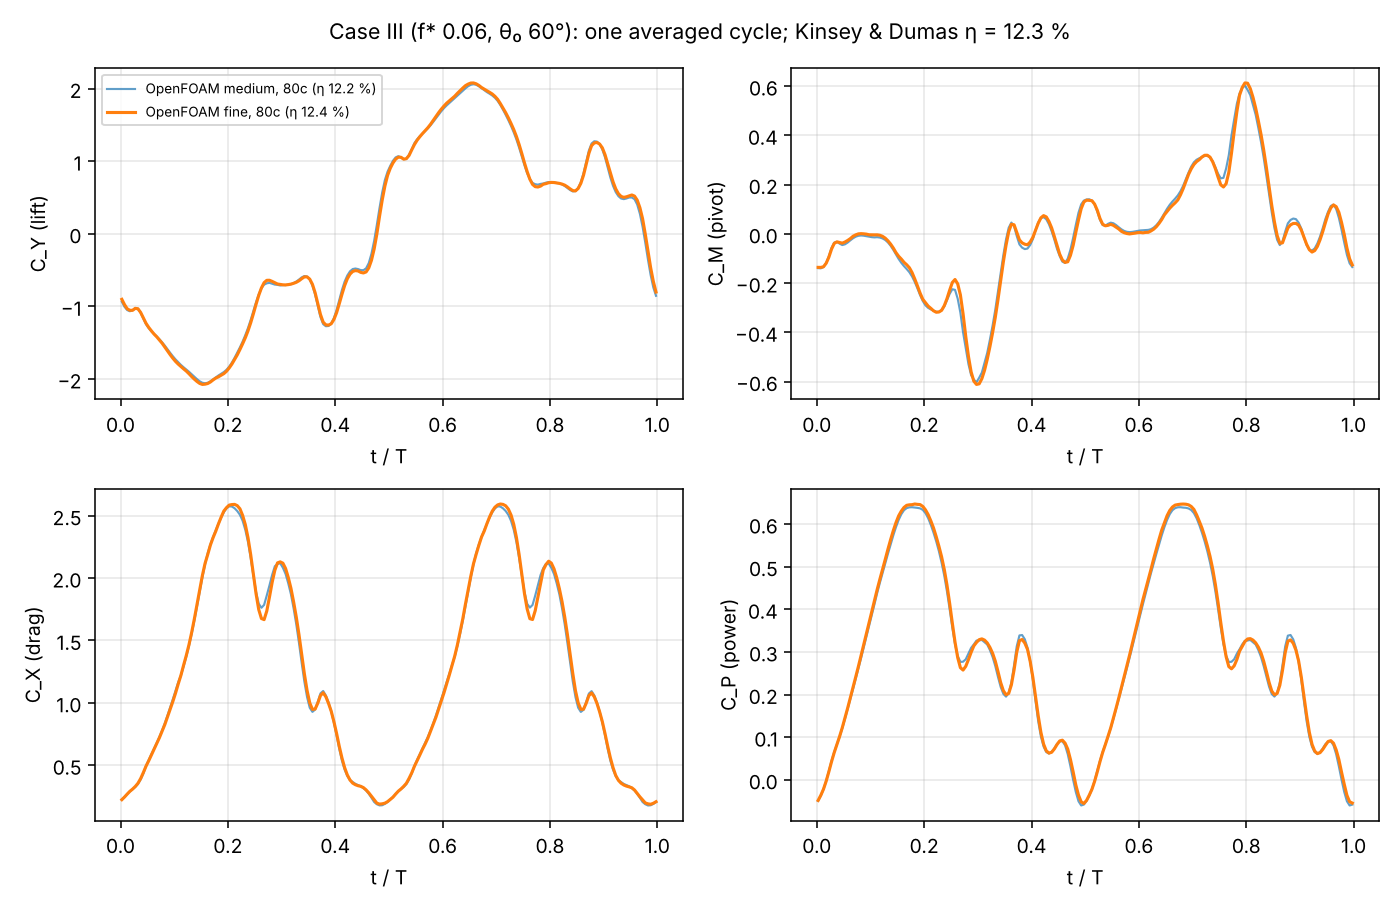 Case III (f* 0.06, θ₀ 60°): one averaged cycle; Kinsey & Dumas η = 12.3 %
OpenFOAM medium, 80c (η 12.2 %)
OpenFOAM fine, 80c (η 12.4 %)
C_Y (lift)
2
1
0
−1
−2
0.0 0.2 0.4 0.6 0.8 1.0
t / T
C_M (pivot)
0.6
0.4
0.2
0.0
−0.2
−0.4
−0.6
0.0 0.2 0.4 0.6 0.8 1.0
t / T
C_X (drag)
2.5
2.0
1.5
1.0
0.5
0.0 0.2 0.4 0.6 0.8 1.0
t / T
C_P (power)
0.6
0.5
0.4
0.3
0.2
0.1
0.0
0.0 0.2 0.4 0.6 0.8 1.0
t / T